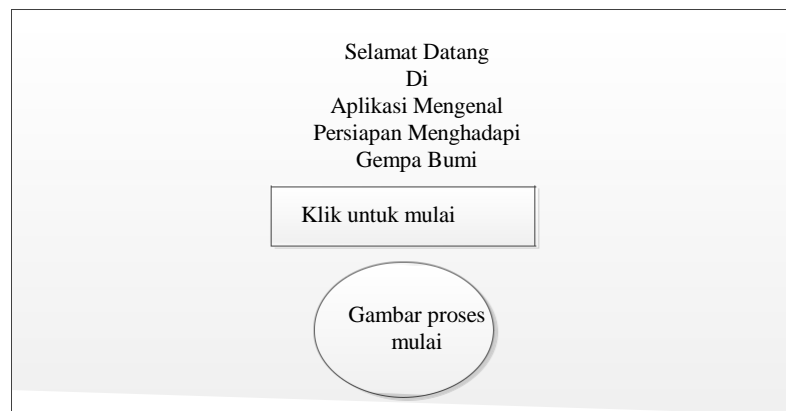 Selamat Datang
Di
Aplikasi Mengenal
Persiapan Menghadapi
Gempa Bumi
Klik untuk mulai
Gambar proses
mulai